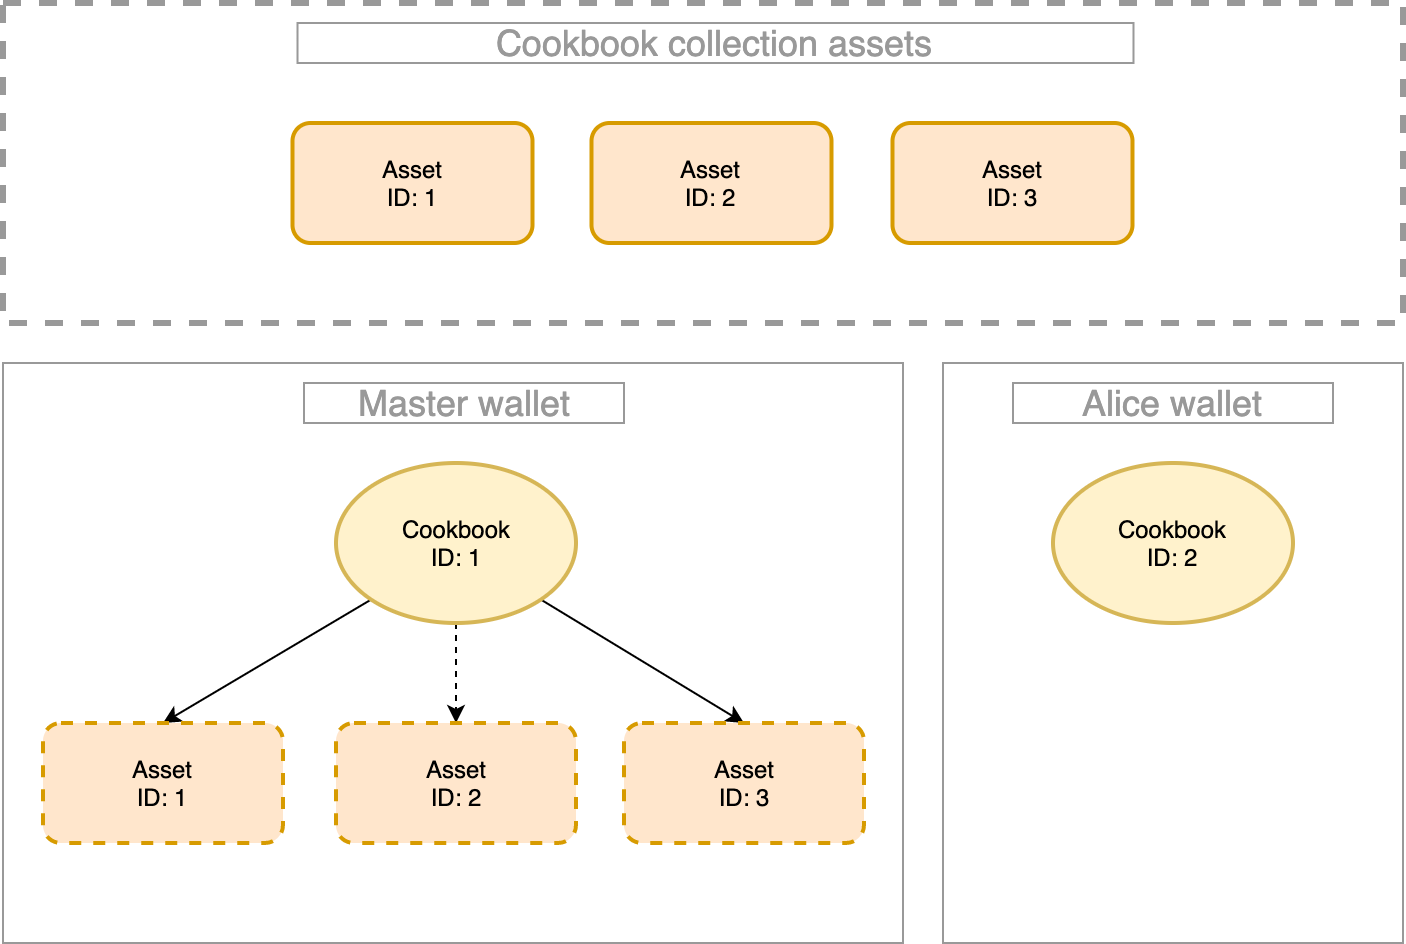 Cookbook collection assets
Asset
ID: 1
Asset
ID: 2
Asset
ID: 3
Master wallet
Cookbook
ID: 1
Asset
ID: 1
Asset
ID: 2
Asset
ID: 3
Alice wallet
Cookbook
ID: 2